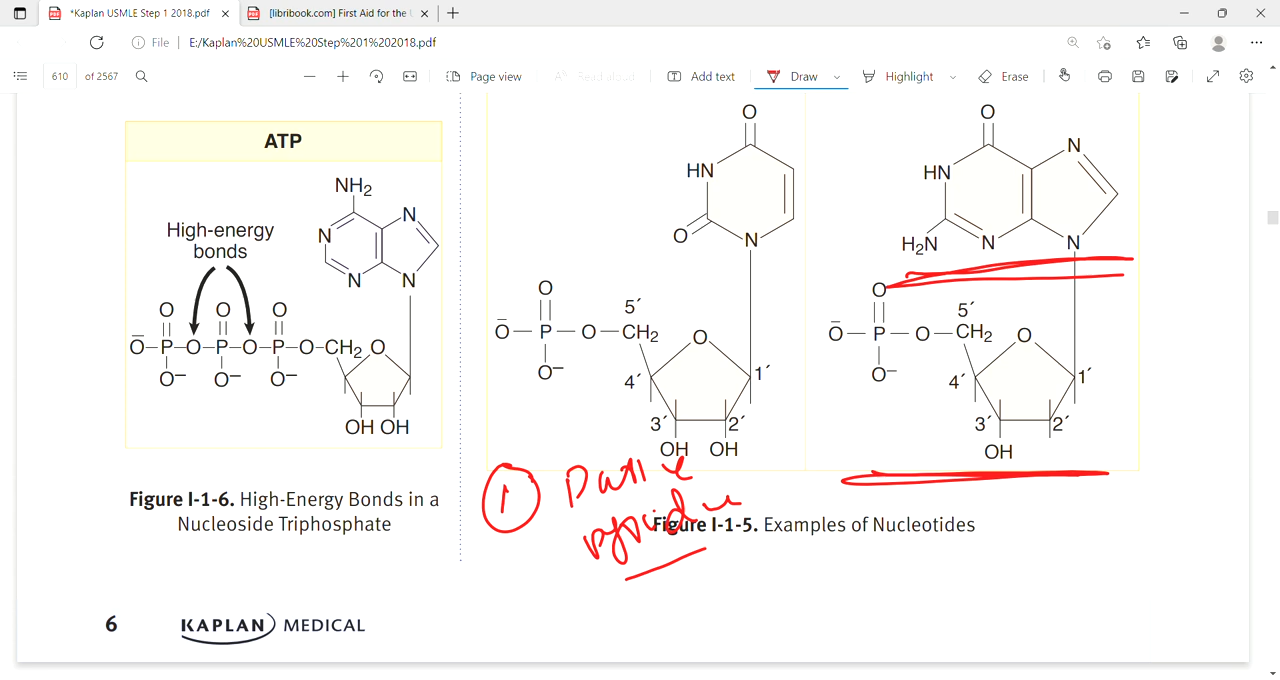 *Kaplan USMLE Step 1 2018.pdf
[libribook.com] First Aid for the
File
E:/Kaplan%20USMLE%20Step%201%202018.pdf
610 of 2567
Page view
Read aloud
Add text
Draw
Highlight
Erase
ATP
NH2
N
N
N
N
High-energy
bonds
O O O
O–P–O–P–O–P–O–CH2 O
O– O– O–
OH OH
Figure I-1-6. High-Energy Bonds in a
Nucleoside Triphosphate
O
HN
O
N
O
5´
O–P–O–CH2
O
O–
4´
1´
3´
2´
OH OH
O
N
HN
H2N
N
N
O
5´
O–P–O–CH2
O
O–
4´
1´
3´
2´
OH
1
Figure I-1-5. Examples of Nucleotides
6
KAPLAN MEDICAL